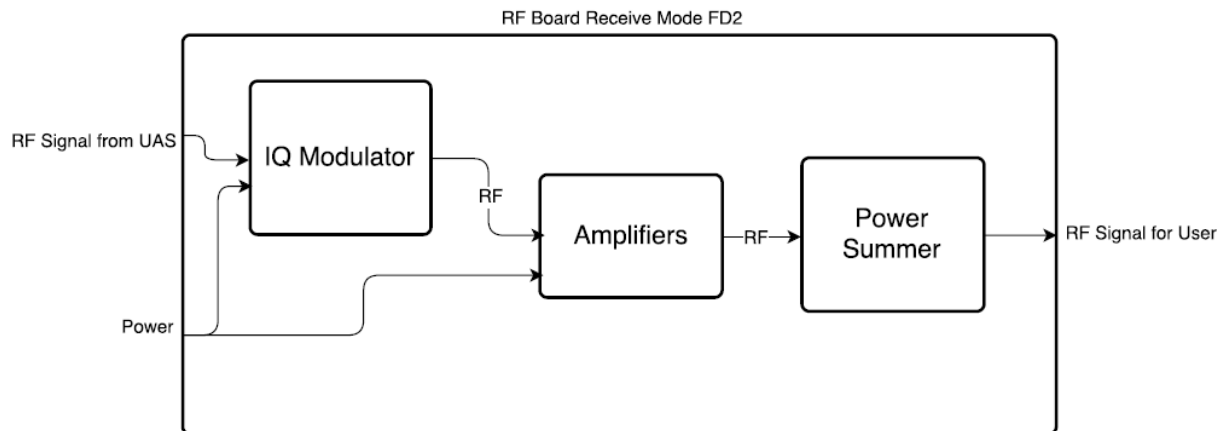 RF Board Receive Mode FD2
RF Signal from UAS
IQ Modulator
RF
Amplifiers
RF
Power
Summer
RF Signal for User
Power